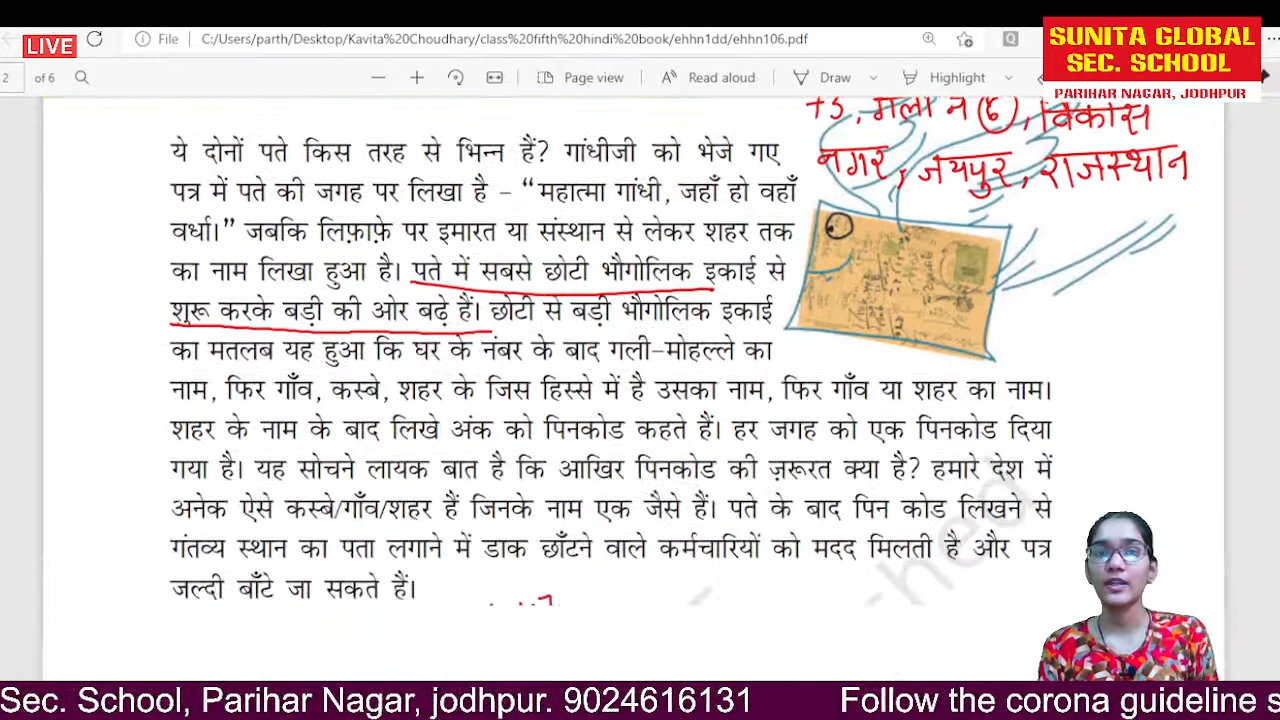 LIVE
File
C:/Users/parth/Desktop/Kavita%20Choudhary/class%20fifth%20hindi%20book/ehhn1dd/ehhn106.pdf
SUNITA GLOBAL
SEC. SCHOOL
PARIHAR NAGAR, JODHPUR
2 of 6
Page view
Read aloud
Draw
Highlight
नगर, जयपुर, राजस्थान
ये दोनों पते किस तरह से भिन्न हैं? गांधीजी को भेजे गए
पत्र में पते की जगह पर लिखा है – “महात्मा गांधी, जहाँ हो वहाँ
वर्धा।” जबकि लिफ़ाफ़े पर इमारत या संस्थान से लेकर शहर तक
का नाम लिखा हुआ है। पते में सबसे छोटी भौगोलिक इकाई से
शुरू करके बड़ी की ओर बढ़े हैं। छोटी से बड़ी भौगोलिक इकाई
का मतलब यह हुआ कि घर के नंबर के बाद गली-मोहल्ले का
नाम, फिर गाँव, कस्बे, शहर के जिस हिस्से में है उसका नाम, फिर गाँव या शहर का नाम।
शहर के नाम के बाद लिखे अंक को पिनकोड कहते हैं। हर जगह को एक पिनकोड दिया
गया है। यह सोचने लायक बात है कि आखिर पिनकोड की ज़रूरत क्या है? हमारे देश में
अनेक ऐसे कस्बे/गाँव/शहर हैं जिनके नाम एक जैसे हैं। पते के बाद पिन कोड लिखने से
गंतव्य स्थान का पता लगाने में डाक छाँटने वाले कर्मचारियों को मदद मिलती है और पत्र
जल्दी बाँटे जा सकते हैं।
Sec. School, Parihar Nagar, jodhpur. 9024616131
Follow the corona guideline s